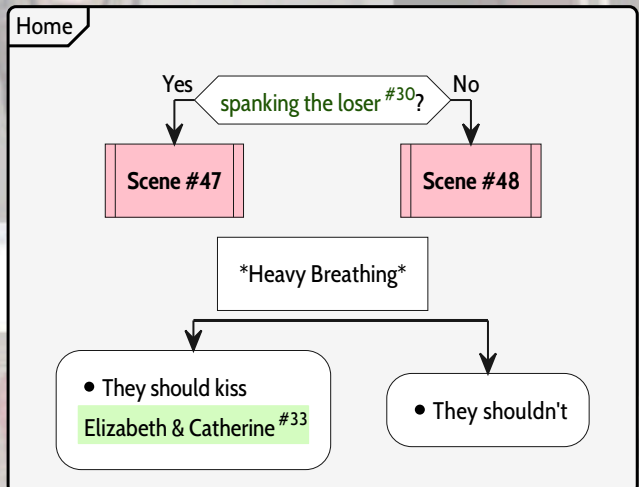 Home
Yes
No
spanking the loser #30?
Scene #47
Scene #48
*Heavy Breathing*
• They should kiss
Elizabeth & Catherine #33
• They shouldn't